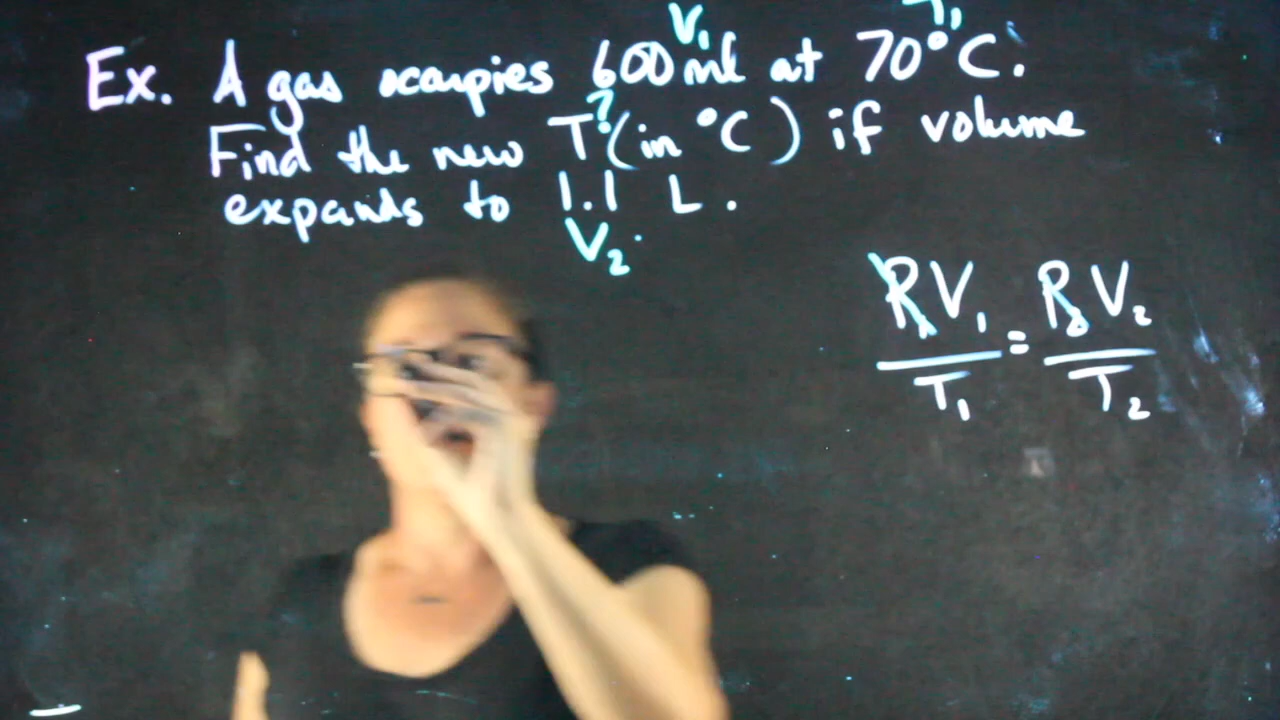 V₁ T₁
Ex. A gas occupies 600 ml at 70°C.
?
Find the new T (in °C) if volume
expands to 1.1 L.
V₂
P₁V₁ = P₂V₂
T₁ T₂